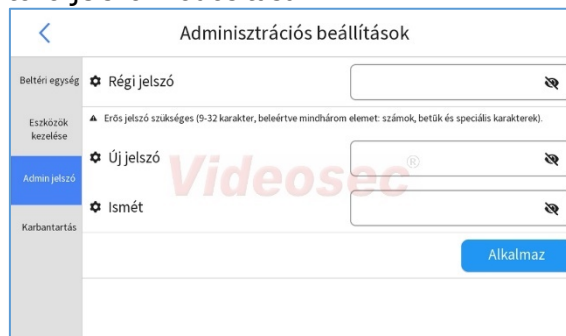 Adminisztrációs beállítások
Beltéri egység
Régi jelszó
Erős jelszó szükséges (9-32 karakter, beleértve mindhárom elemet: számok, betűk és speciális karakterek).
Eszközök
kezelése
Új jelszó
Admin jelszó
Videosec®
Ismét
Karbantartás
Alkalmaz